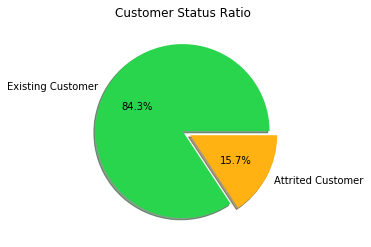 Customer Status Ratio
Existing Customer
84.3%
15.7%
Attrited Customer